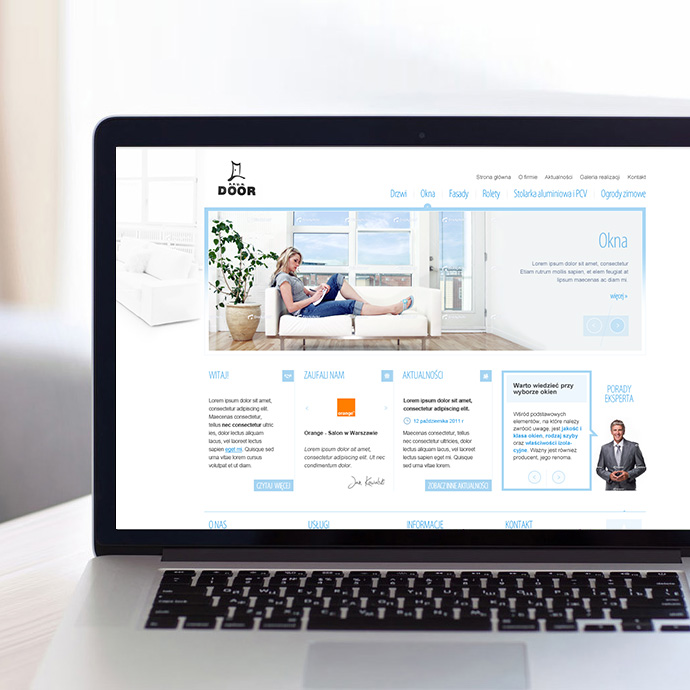 DOOR
Strona główna O firmie Aktualności Galeria realizacji Kontakt
Drzwi Okna Fasady Rolety Stolarka aluminiowa i PCV Ogrody zimowe
Okna
Lorem ipsum dolor sit amet, consectetur
Etiam rutrum mollis sapien, et elem feugiat at
lipsum maecenas ac diam mi.
więcej »
WITAJ!
Lorem ipsum dolor sit amet,
consectetur adipiscing elit.
Maecenas consectetur,
tellus nec consectetur ultric
ies, dolor lectus aliquam
lacus, vel laoreet lectus
sapien eget mi. Quisque sed
urna vitae lorem cursus
volutpat et ut diam.
CZYTAJ WIĘCEJ
ZAUFALI NAM
orange
Orange - Salon w Warszawie
Lorem ipsum dolor sit amet,
consectetur adipiscing elit. Ut nec
condimentum dolor.
Jan Kowalski
AKTUALNOŚCI
Lorem ipsum dolor sit amet,
consectetur adipiscing elit.
12 października 2011 r
Maecenas consectetur, tellus
nec consectetur ultricies, dolor
lectus aliquam lacus, vel laoreet
lectus sapien eget mi. Quisque
sed urna vitae.
ZOBACZ INNE AKTUALNOŚCI
Warto wiedzieć przy
wyborze okien
Wśród podstawowych
elementów, na które należy
zwrócić uwagę, jest jakość i
klasa okien, rodzaj szyby
oraz właściwości izola-
cyjne. Ważny jest również
producent, jego renoma.
PORADY
EKSPERTA
O NAS USŁUGI INFORMACJE KONTAKT